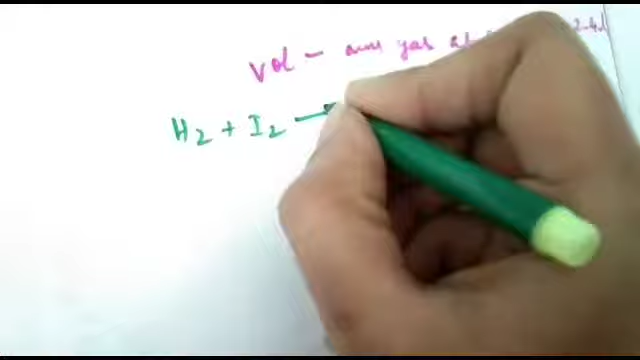 Vol - any gas at
H2 + I2 →